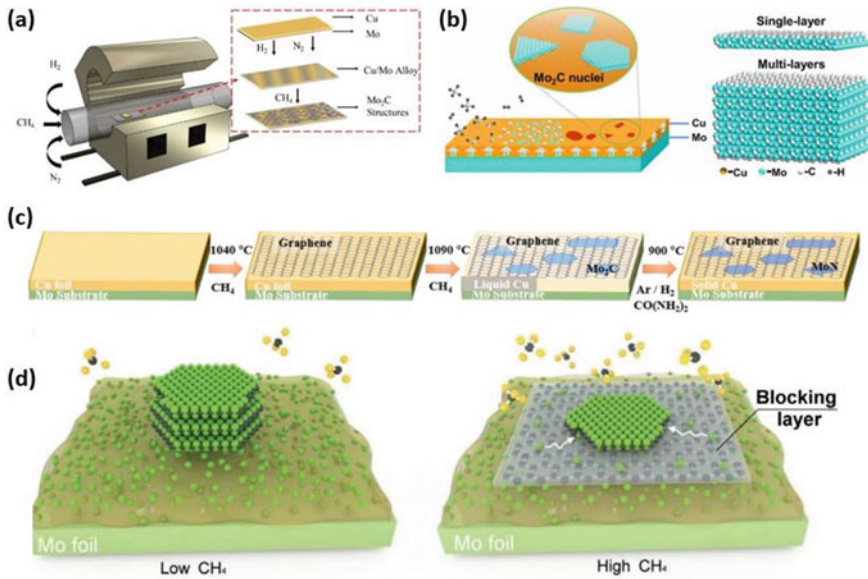 (a)
H₂
CH₄
N₂
Cu
Mo
H₂ N₂
Cu/Mo Alloy
CH₄
Mo₂C
Structures
(b)
Mo₂C nuclei
Cu
Mo
Single-layer
Multi-layers
-Cu -Mo -C -H
(c)
Cu foil
Mo Substrate
1040 °C
CH₄
Graphene
Cu foil
Mo Substrate
1090 °C
CH₄
Graphene
Mo₂C
Liquid Cu
Mo Substrate
900 °C
Ar / H₂
CO(NH₂)₂
Graphene
MoN
Solid Cu
Mo Substrate
(d)
Mo foil
Low CH₄
Blocking
layer
Mo foil
High CH₄